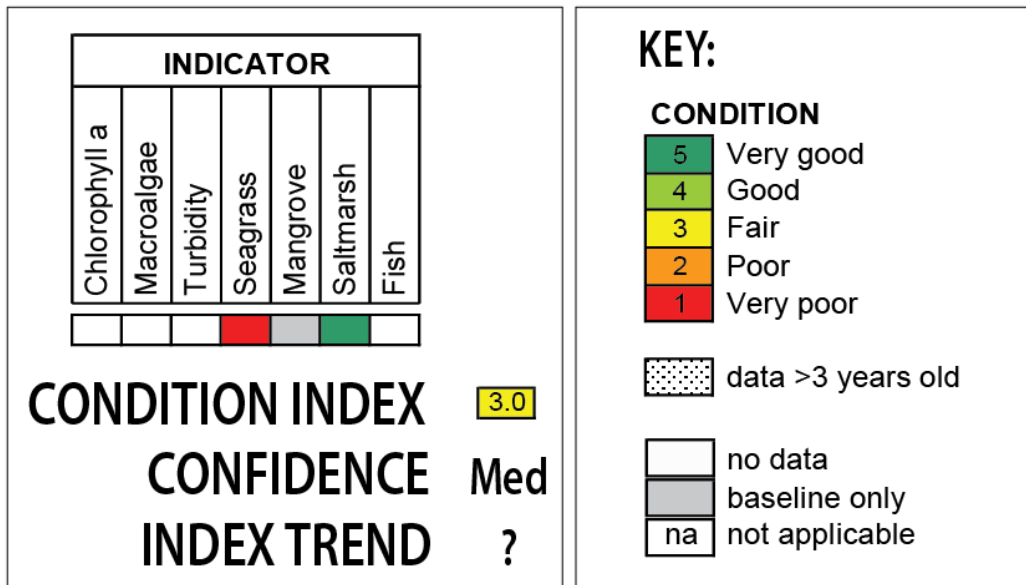 INDICATOR
Chlorophyll a
Macroalgae
Turbidity
Seagrass
Mangrove
Saltmarsh
Fish
CONDITION INDEX 3.0
CONFIDENCE Med
INDEX TREND ?
KEY:
CONDITION
5 Very good
4 Good
3 Fair
2 Poor
1 Very poor
data >3 years old
no data
baseline only
na not applicable